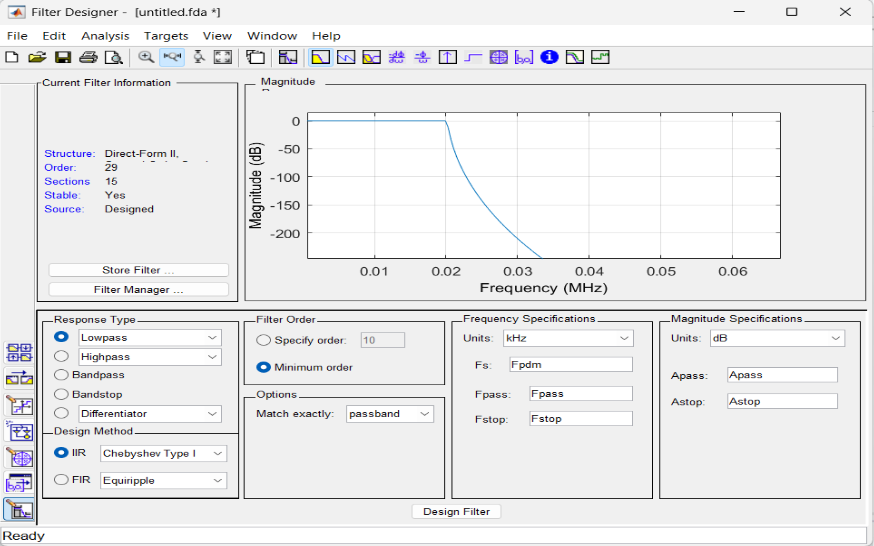 Filter Designer - [untitled.fda *]
File Edit Analysis Targets View Window Help
Current Filter Information
Structure: Direct-Form II,
Order: 29
Sections 15
Stable: Yes
Source: Designed
Store Filter ...
Filter Manager ...
Magnitude
0
-50
-100
-150
-200
Magnitude (dB)
0.01 0.02 0.03 0.04 0.05 0.06
Frequency (MHz)
Response Type
Lowpass
Highpass
Bandpass
Bandstop
Differentiator
Design Method
IIR Chebyshev Type I
FIR Equiripple
Filter Order
Specify order: 10
Minimum order
Options
Match exactly: passband
Frequency Specifications
Units: kHz
Fs: Fpdm
Fpass: Fpass
Fstop: Fstop
Magnitude Specifications
Units: dB
Apass: Apass
Astop: Astop
Design Filter
Ready